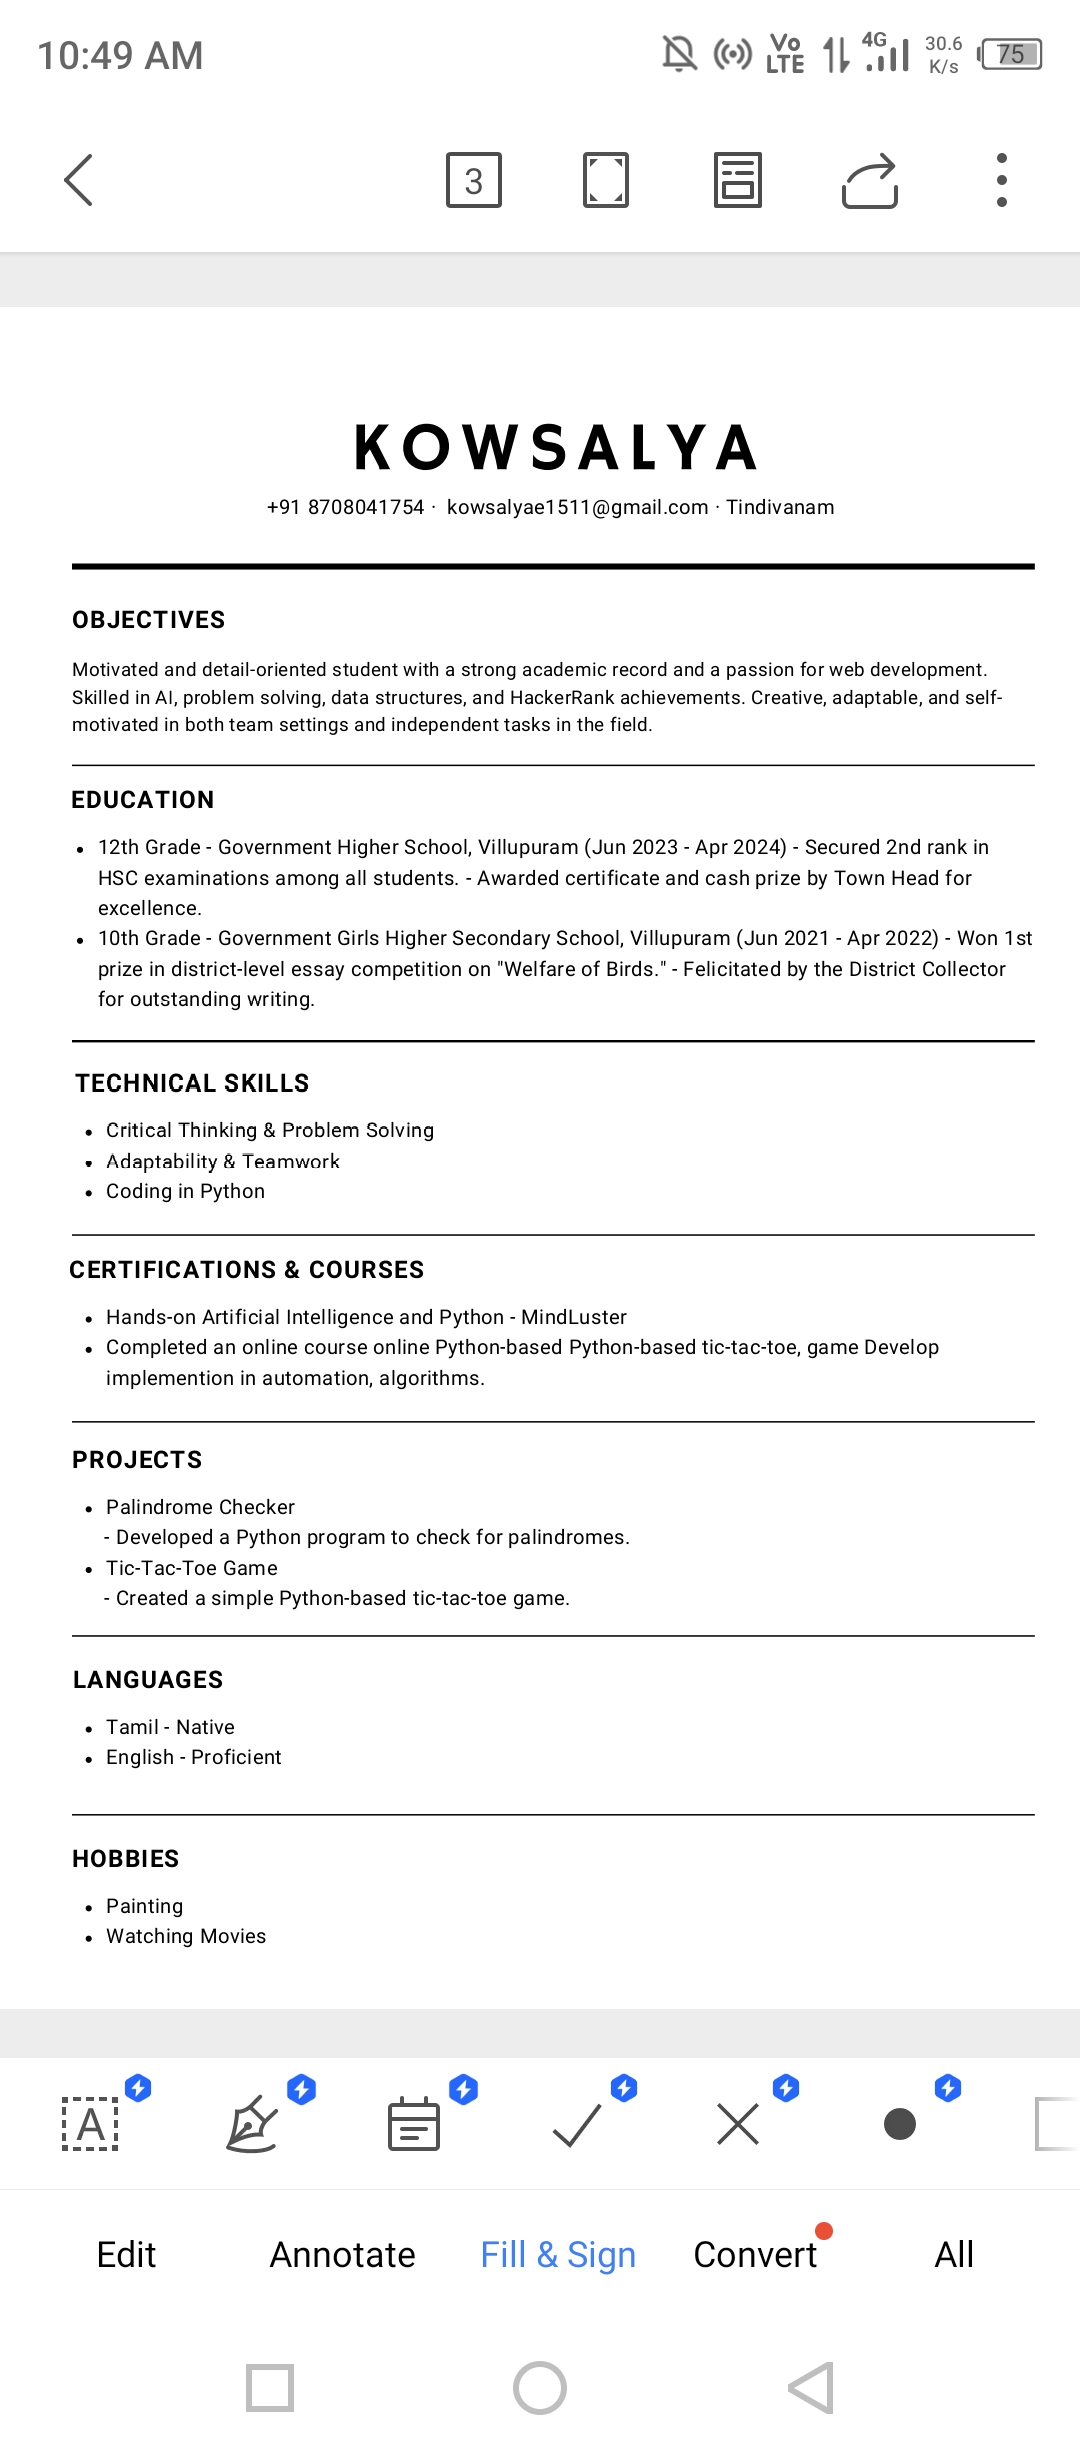 10:49 AM
Vo LTE 4G 30.6 K/s 75
3
KOWSALYA
+91 8708041754 · kowsalyae1511@gmail.com · Tindivanam
OBJECTIVES
Motivated and detail-oriented student with a strong academic record and a passion for web development.
Skilled in AI, problem solving, data structures, and HackerRank achievements. Creative, adaptable, and self-
motivated in both team settings and independent tasks in the field.
EDUCATION
• 12th Grade - Government Higher School, Villupuram (Jun 2023 - Apr 2024) - Secured 2nd rank in
HSC examinations among all students. - Awarded certificate and cash prize by Town Head for
excellence.
• 10th Grade - Government Girls Higher Secondary School, Villupuram (Jun 2021 - Apr 2022) - Won 1st
prize in district-level essay competition on "Welfare of Birds." - Felicitated by the District Collector
for outstanding writing.
TECHNICAL SKILLS
• Critical Thinking & Problem Solving
• Adaptability & Teamwork
• Coding in Python
CERTIFICATIONS & COURSES
• Hands-on Artificial Intelligence and Python - MindLuster
• Completed an online course online Python-based Python-based tic-tac-toe, game Develop
implemention in automation, algorithms.
PROJECTS
• Palindrome Checker
- Developed a Python program to check for palindromes.
• Tic-Tac-Toe Game
- Created a simple Python-based tic-tac-toe game.
LANGUAGES
• Tamil - Native
• English - Proficient
HOBBIES
• Painting
• Watching Movies
A
Edit Annotate Fill & Sign Convert All